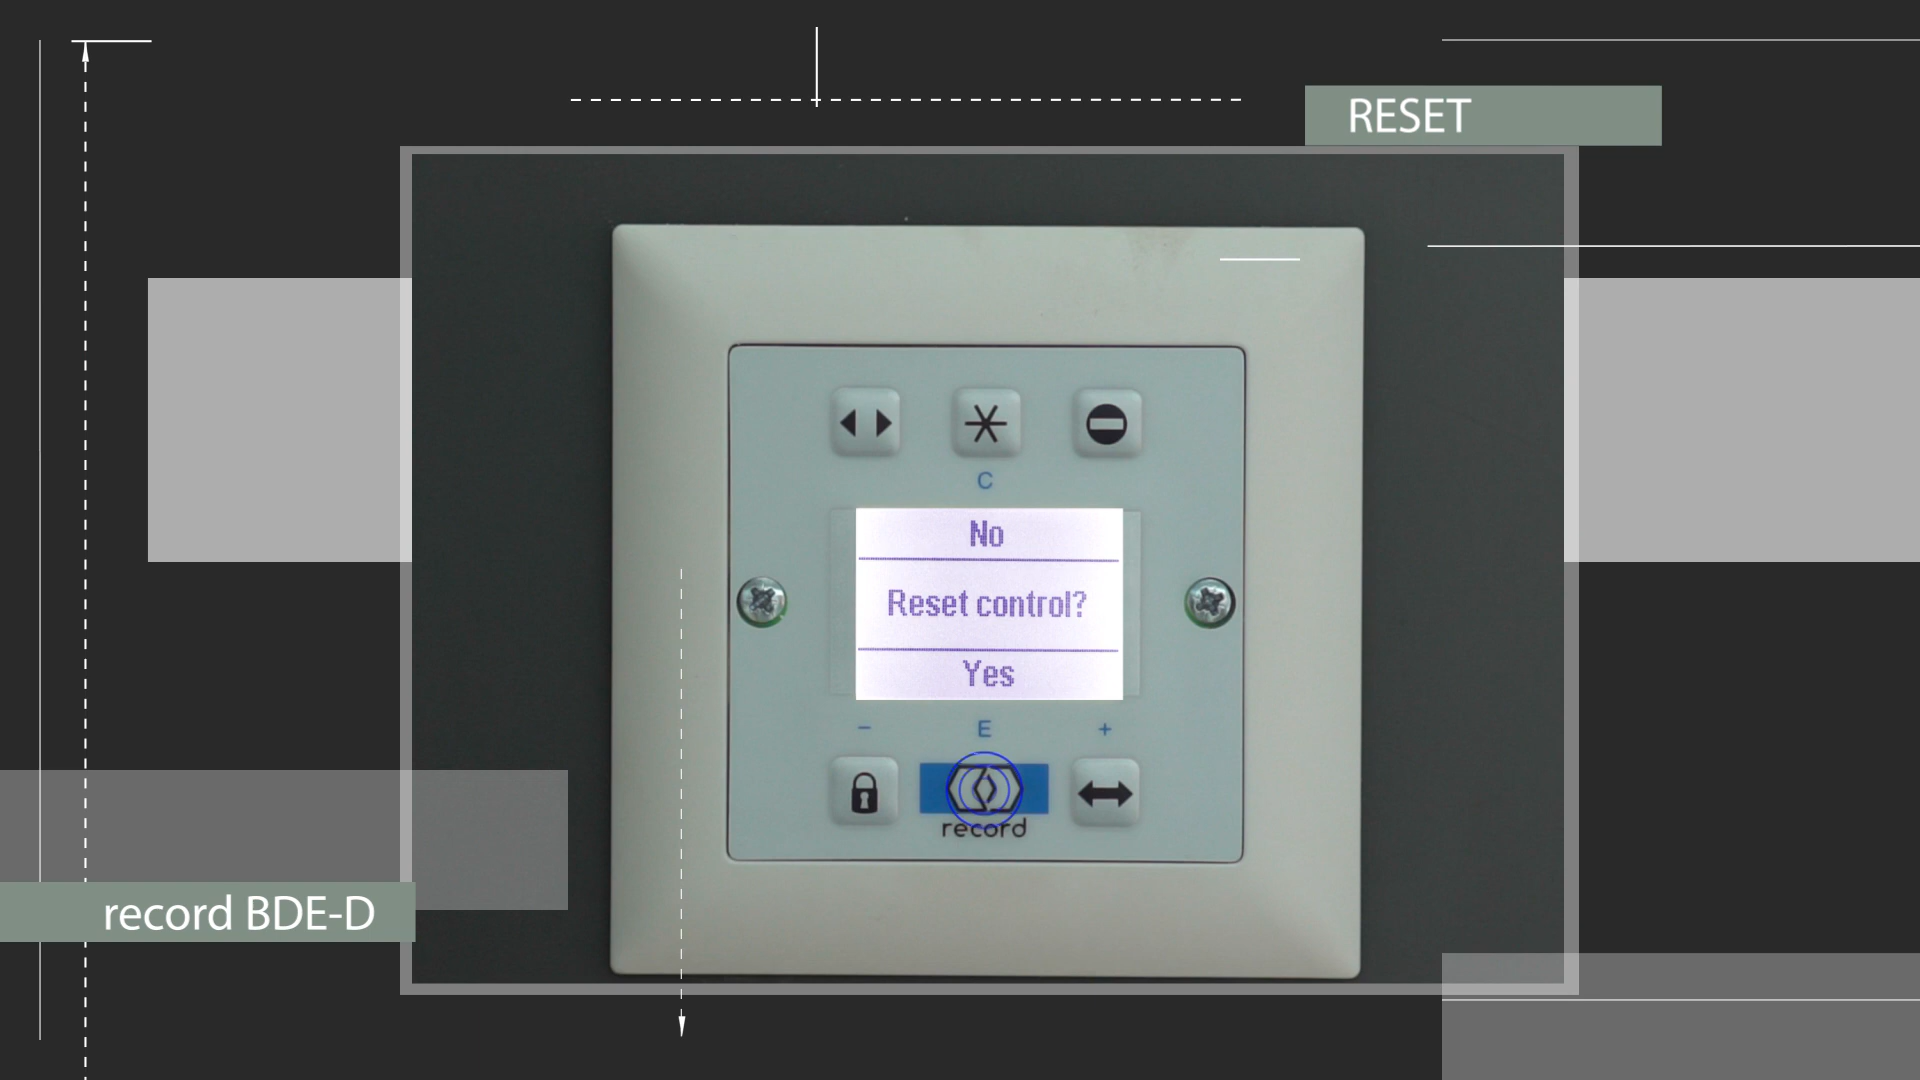 RESET
C
No
Reset control?
Yes
− E +
record
record BDE-D